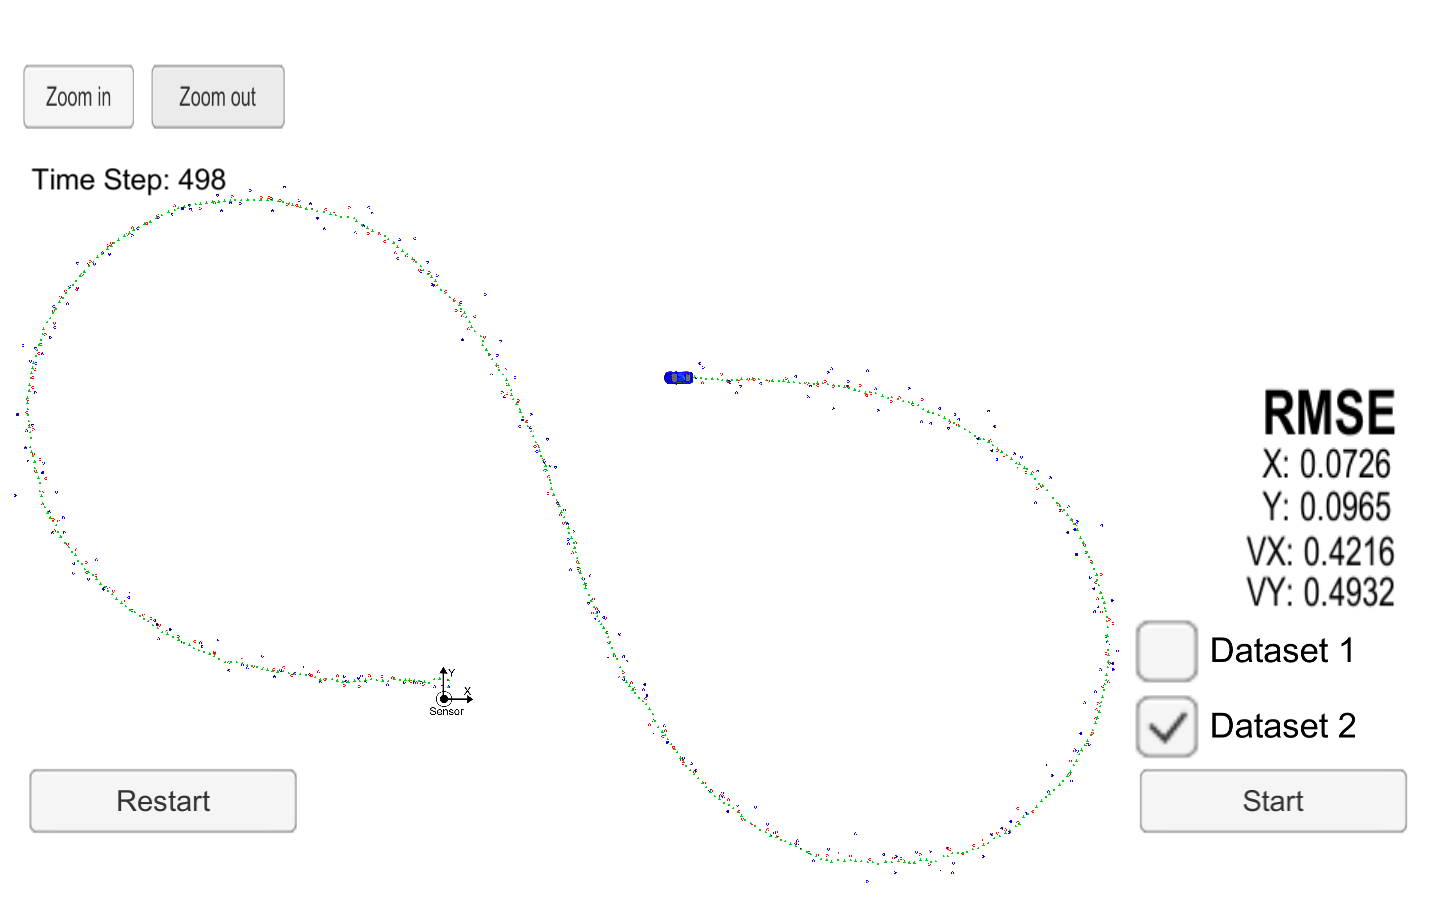 Zoom in
Zoom out
Time Step: 498
RMSE
X: 0.0726
Y: 0.0965
VX: 0.4216
VY: 0.4932
Dataset 1
Y
X
Sensor
Dataset 2
Restart
Start